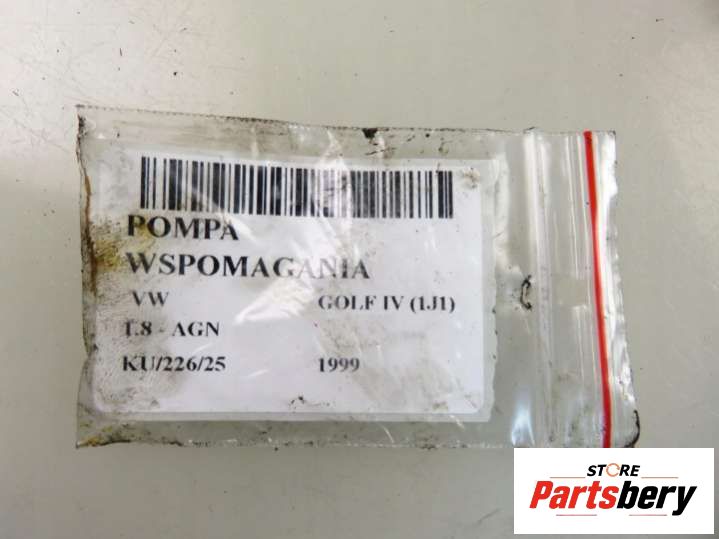 POMPA
WSPOMAGANIA
VW GOLF IV (1J1)
1.8 - AGN
KU/226/25 1999
STORE
Partsbery